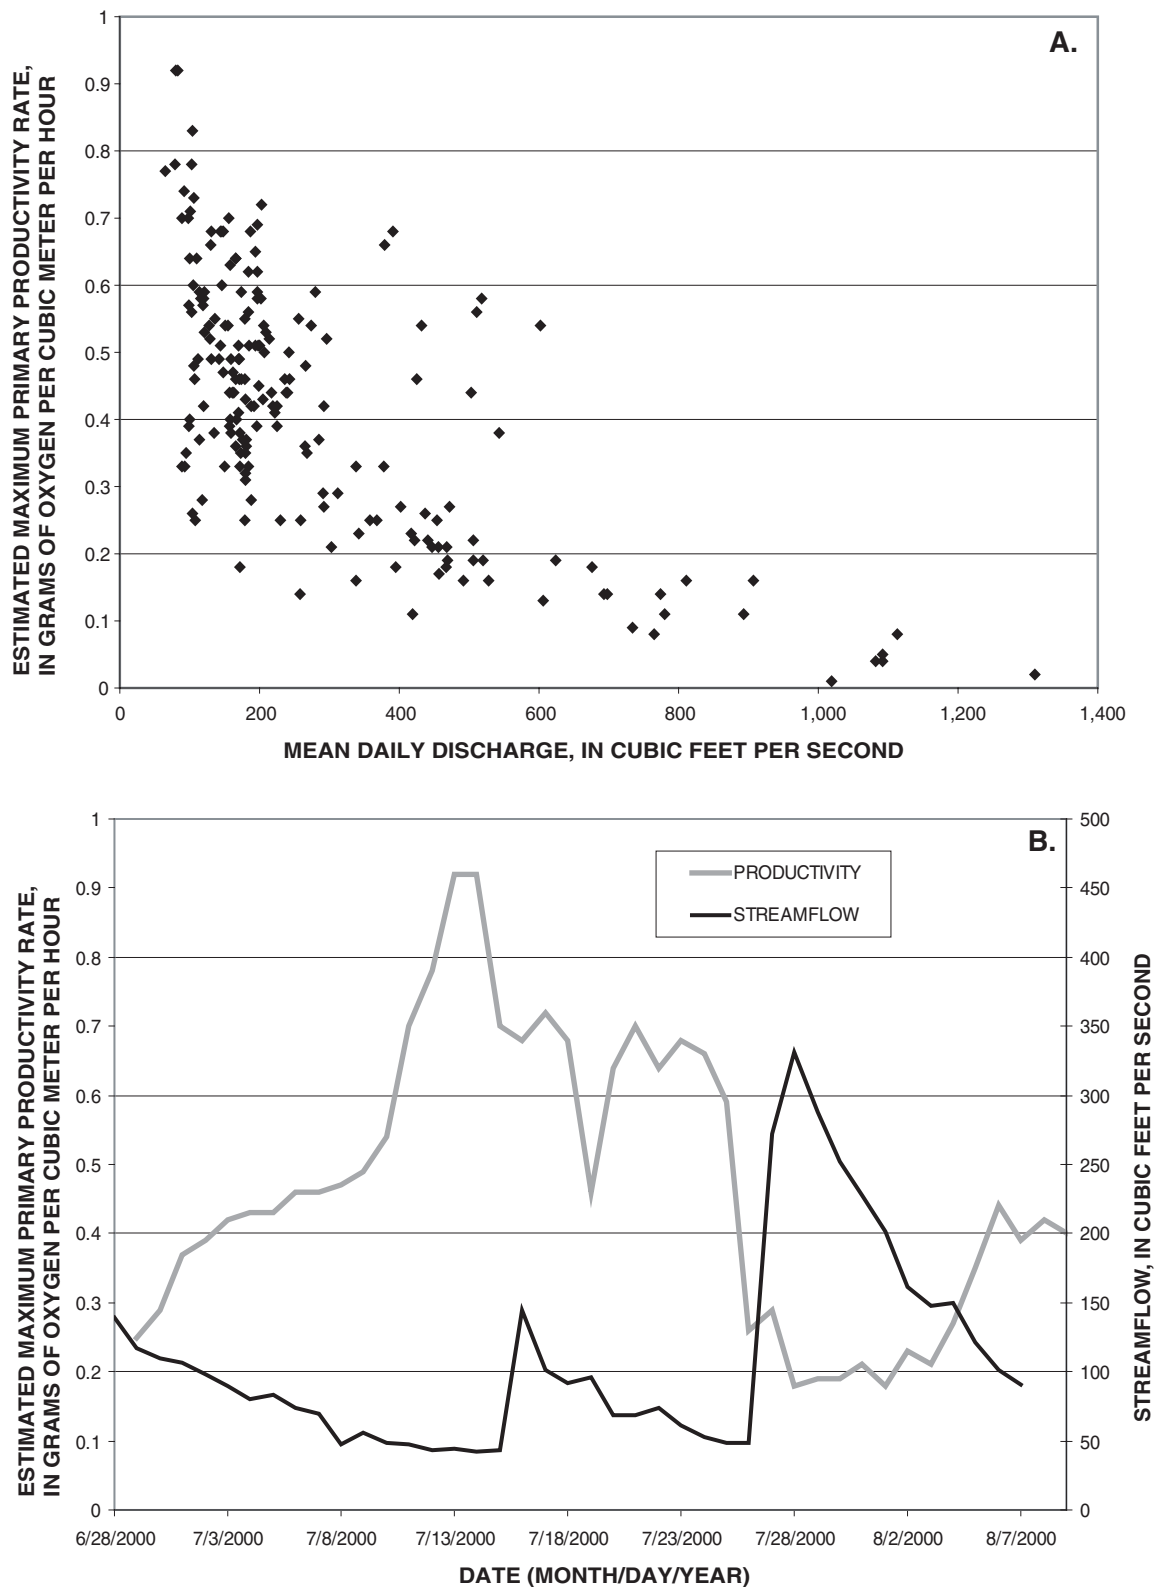 A.
ESTIMATED MAXIMUM PRIMARY PRODUCTIVITY RATE,
IN GRAMS OF OXYGEN PER CUBIC METER PER HOUR
1
0.9
0.8
0.7
0.6
0.5
0.4
0.3
0.2
0.1
0
0 200 400 600 800 1,000 1,200 1,400
MEAN DAILY DISCHARGE, IN CUBIC FEET PER SECOND
B.
ESTIMATED MAXIMUM PRIMARY PRODUCTIVITY RATE,
IN GRAMS OF OXYGEN PER CUBIC METER PER HOUR
1
0.9
0.8
0.7
0.6
0.5
0.4
0.3
0.2
0.1
0
PRODUCTIVITY
STREAMFLOW
500
450
400
350
300
250
200
150
100
50
0
STREAMFLOW, IN CUBIC FEET PER SECOND
6/28/2000 7/3/2000 7/8/2000 7/13/2000 7/18/2000 7/23/2000 7/28/2000 8/2/2000 8/7/2000
DATE (MONTH/DAY/YEAR)